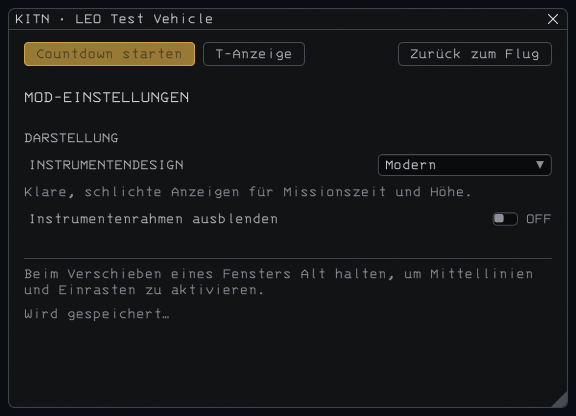 KITN · LEO Test Vehicle
Countdown starten
T-Anzeige
Zurück zum Flug
MOD-EINSTELLUNGEN
DARSTELLUNG
INSTRUMENTENDESIGN
Modern
Klare, schlichte Anzeigen für Missionszeit und Höhe.
Instrumentenrahmen ausblenden
OFF
Beim Verschieben eines Fensters Alt halten, um Mittellinien
und Einrasten zu aktivieren.
Wird gespeichert…